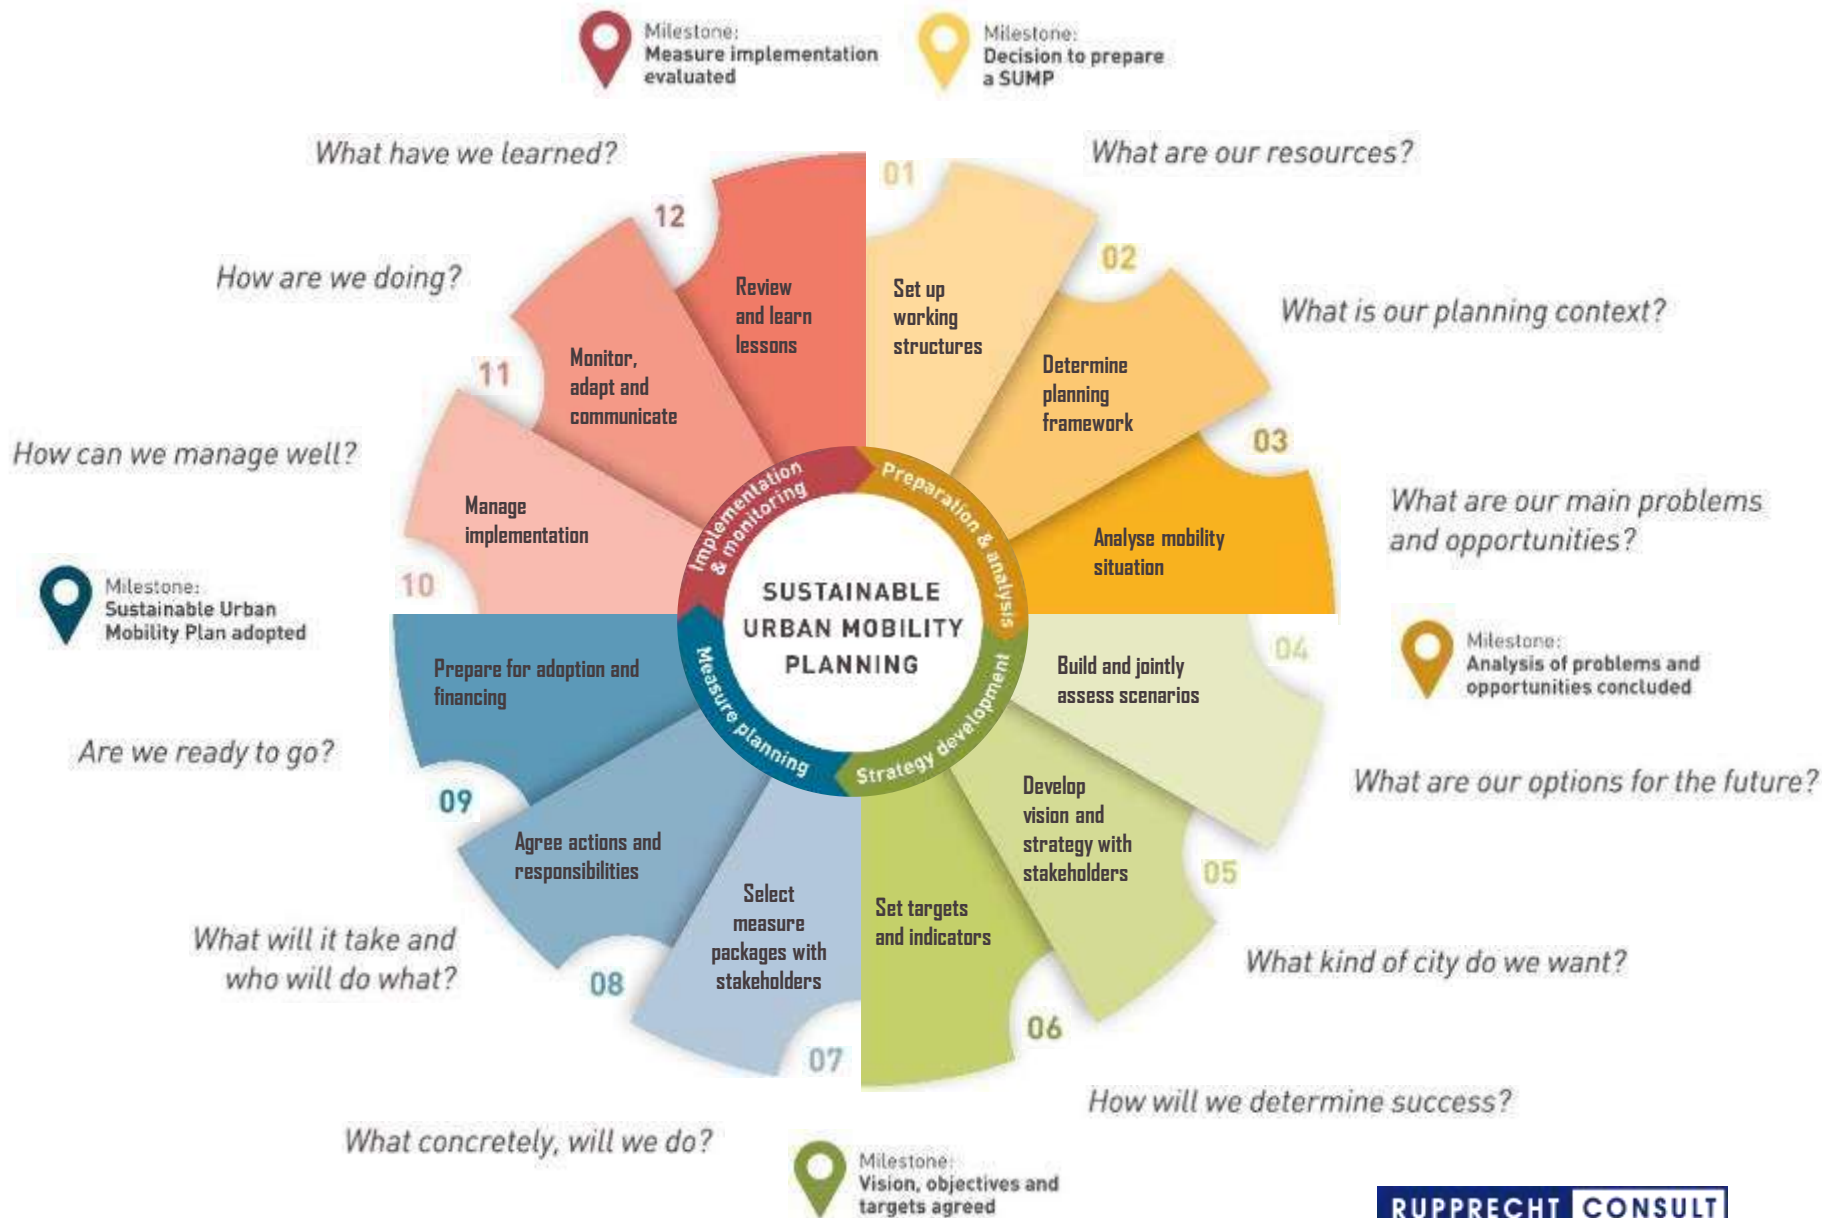 Milestone:
Measure implementation
evaluated
Milestone:
Decision to prepare
a SUMP
What have we learned?
What are our resources?
01
12
02
How are we doing?
What is our planning context?
Review
and learn
lessons
Set up
working
structures
Monitor,
adapt and
communicate
Determine
planning
framework
11
03
How can we manage well?
Manage
implementation
What are our main problems
and opportunities?
Analyse mobility
situation
Implementation
& monitoring
Preparation & analysis
10
Milestone:
Sustainable Urban
Mobility Plan adopted
SUSTAINABLE
URBAN MOBILITY
PLANNING
04
Milestone:
Analysis of problems and
opportunities concluded
Prepare for adoption and
financing
Build and jointly
assess scenarios
Measure planning
Strategy development
Are we ready to go?
What are our options for the future?
09
Agree actions and
responsibilities
Develop
vision and
strategy with
stakeholders
05
Select
measure
packages with
stakeholders
Set targets
and indicators
What will it take and
who will do what?
What kind of city do we want?
08
06
07
How will we determine success?
What concretely, will we do?
Milestone:
Vision, objectives and
targets agreed
RUPPRECHT CONSULT